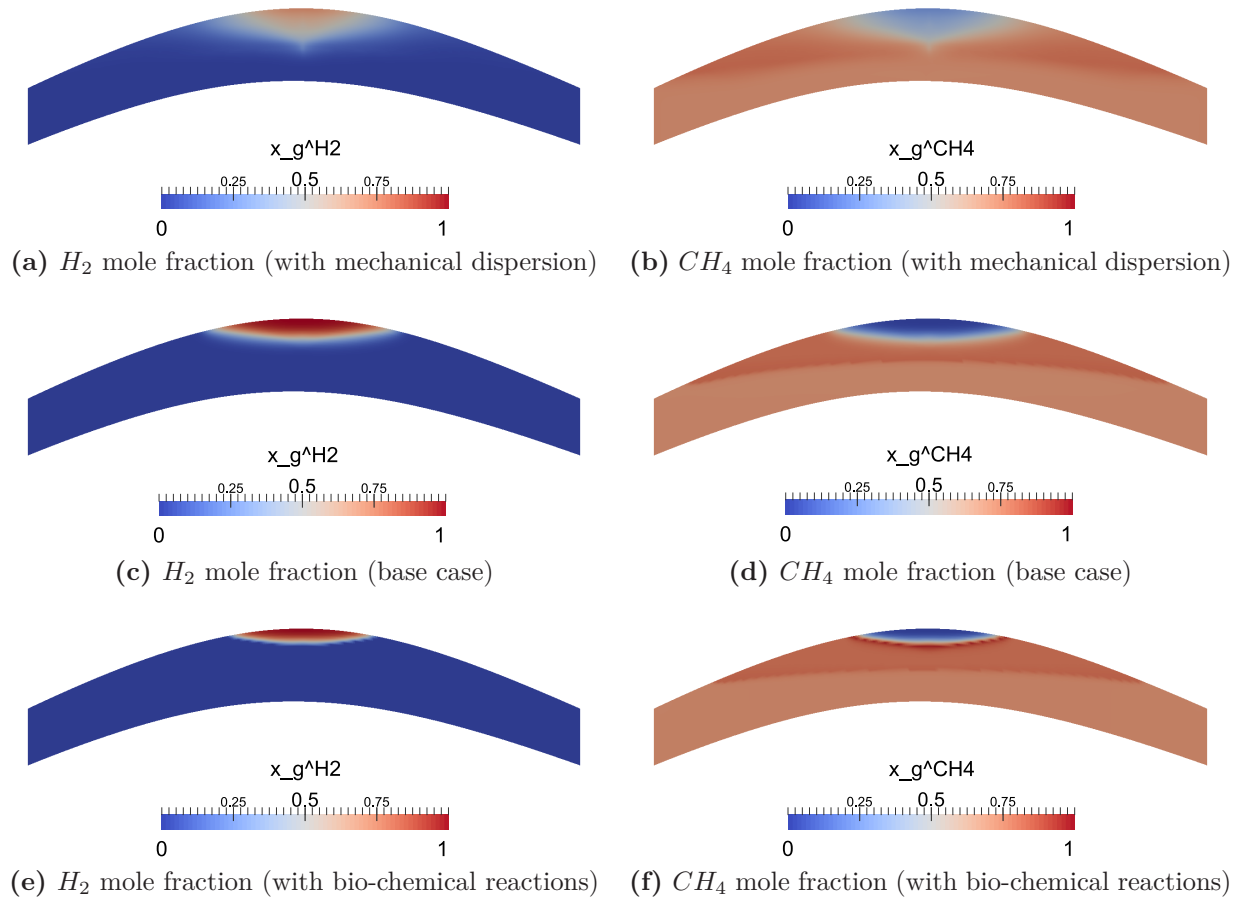 x_g^H2 x_g^CH4
0.25 0.5 0.75 0.25 0.5 0.75
0 1 0 1
(a) H₂ mole fraction (with mechanical dispersion) (b) CH₄ mole fraction (with mechanical dispersion)
x_g^H2 x_g^CH4
0.25 0.5 0.75 0.25 0.5 0.75
0 1 0 1
(c) H₂ mole fraction (base case) (d) CH₄ mole fraction (base case)
x_g^H2 x_g^CH4
0.25 0.5 0.75 0.25 0.5 0.75
0 1 0 1
(e) H₂ mole fraction (with bio-chemical reactions) (f) CH₄ mole fraction (with bio-chemical reactions)